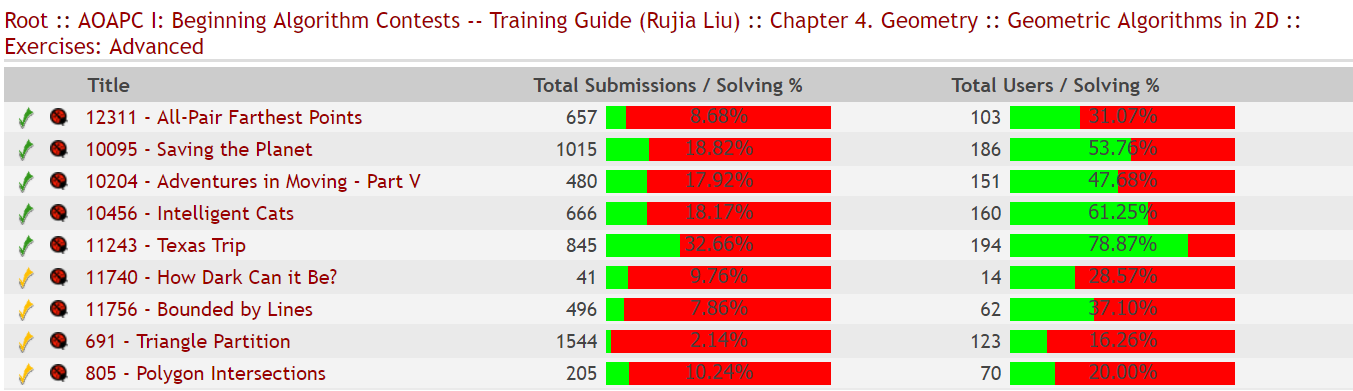 Root :: AOAPC I: Beginning Algorithm Contests -- Training Guide (Rujia Liu) :: Chapter 4. Geometry :: Geometric Algorithms in 2D ::
Exercises: Advanced
Title Total Submissions / Solving % Total Users / Solving %
12311 - All-Pair Farthest Points 657 8.68% 103 31.07%
10095 - Saving the Planet 1015 18.82% 186 53.76%
10204 - Adventures in Moving - Part V 480 17.92% 151 47.68%
10456 - Intelligent Cats 666 18.17% 160 61.25%
11243 - Texas Trip 845 32.66% 194 78.87%
11740 - How Dark Can it Be? 41 9.76% 14 28.57%
11756 - Bounded by Lines 496 7.86% 62 37.10%
691 - Triangle Partition 1544 2.14% 123 16.26%
805 - Polygon Intersections 205 10.24% 70 20.00%